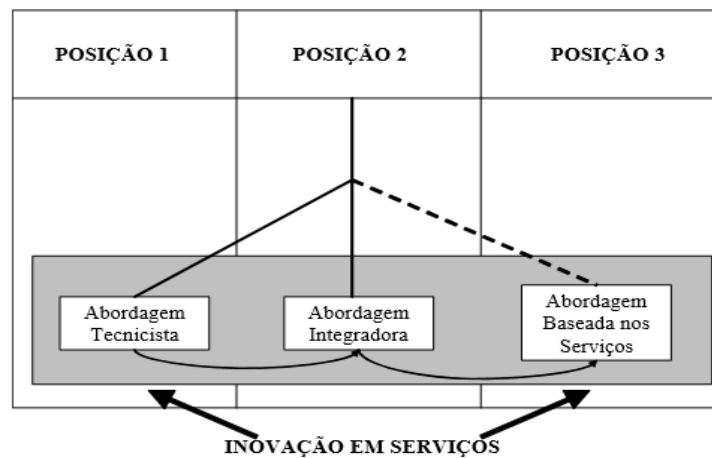 POSIÇÃO 1
POSIÇÃO 2
POSIÇÃO 3
Abordagem
Tecnicista
Abordagem
Integradora
Abordagem
Baseada nos
Serviços
INOVAÇÃO EM SERVIÇOS